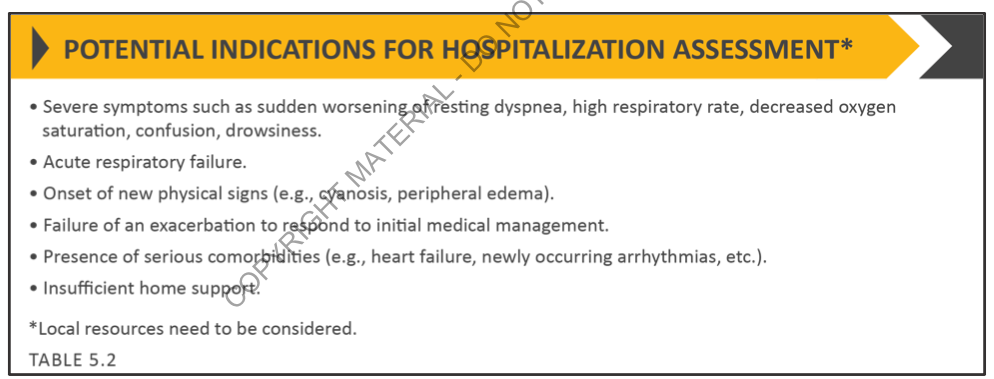 POTENTIAL INDICATIONS FOR HOSPITALIZATION ASSESSMENT*
• Severe symptoms such as sudden worsening of resting dyspnea, high respiratory rate, decreased oxygen
saturation, confusion, drowsiness.
• Acute respiratory failure.
• Onset of new physical signs (e.g., cyanosis, peripheral edema).
• Failure of an exacerbation to respond to initial medical management.
• Presence of serious comorbidities (e.g., heart failure, newly occurring arrhythmias, etc.).
• Insufficient home support.
*Local resources need to be considered.
TABLE 5.2
COPYRIGHT MATERIAL - DO NOT